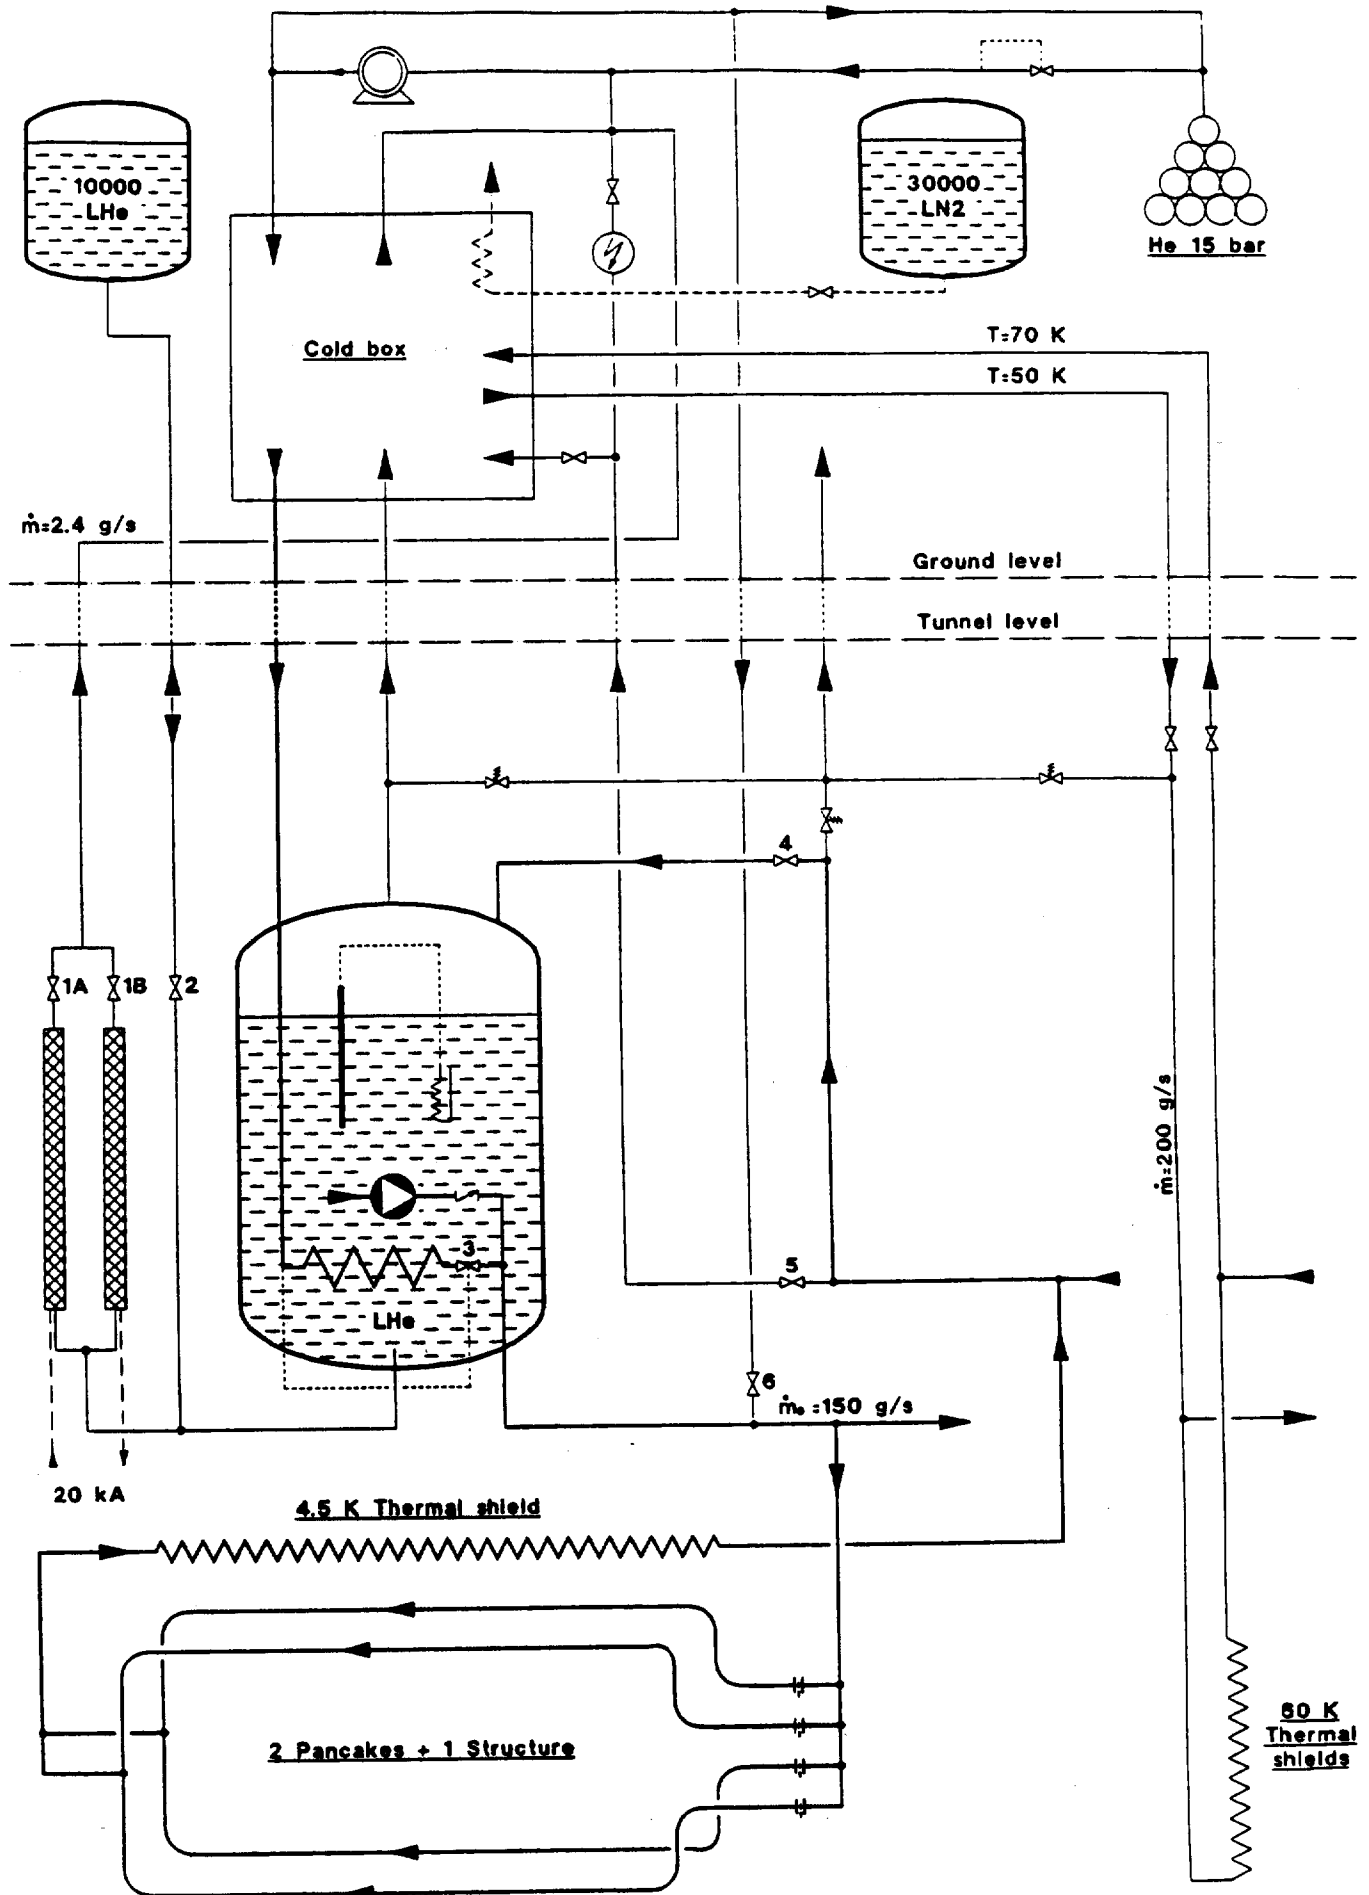 10000
LHe
30000
LN2
He 15 bar
Cold box
T=70 K
T=50 K
ṁ=2.4 g/s
Ground level
Tunnel level
4
1A
1B
2
ṁ=200 g/s
3
5
LHe
6
ṁₒ=150 g/s
20 kA
4.5 K Thermal shield
60 K
Thermal
shields
2 Pancakes + 1 Structure